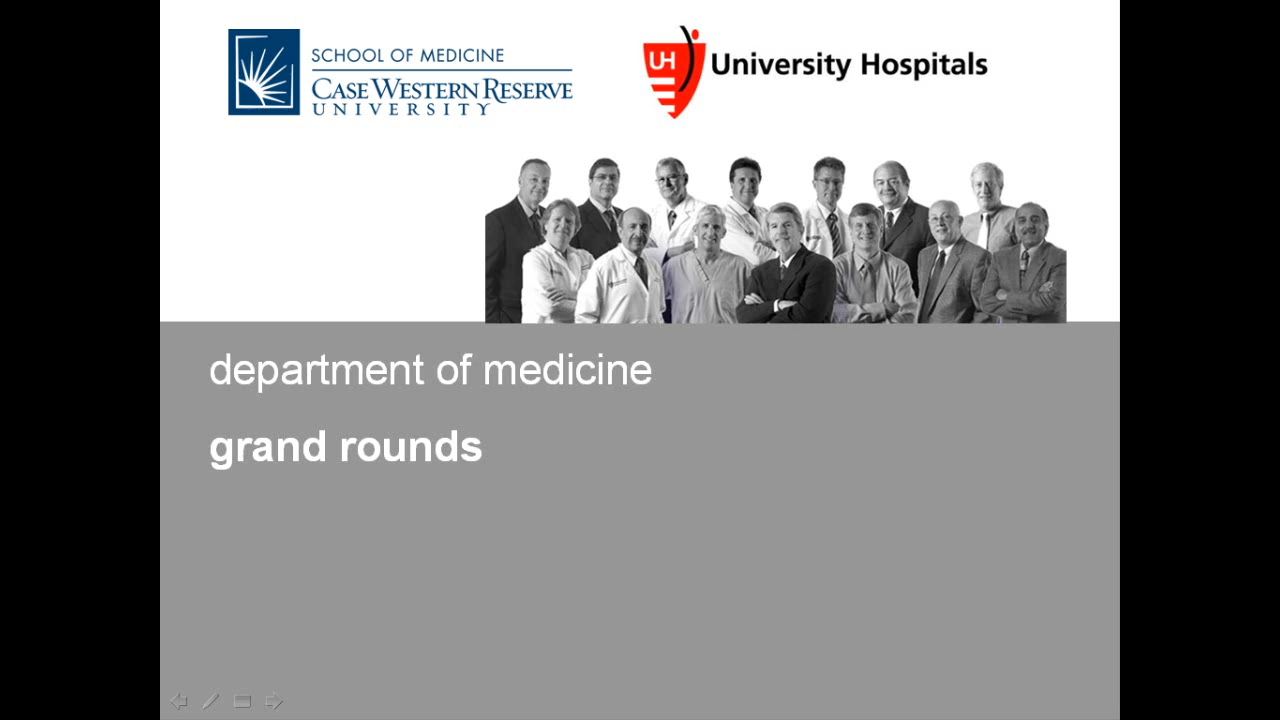 SCHOOL OF MEDICINE
CASE WESTERN RESERVE
UNIVERSITY
UH University Hospitals
department of medicine
grand rounds